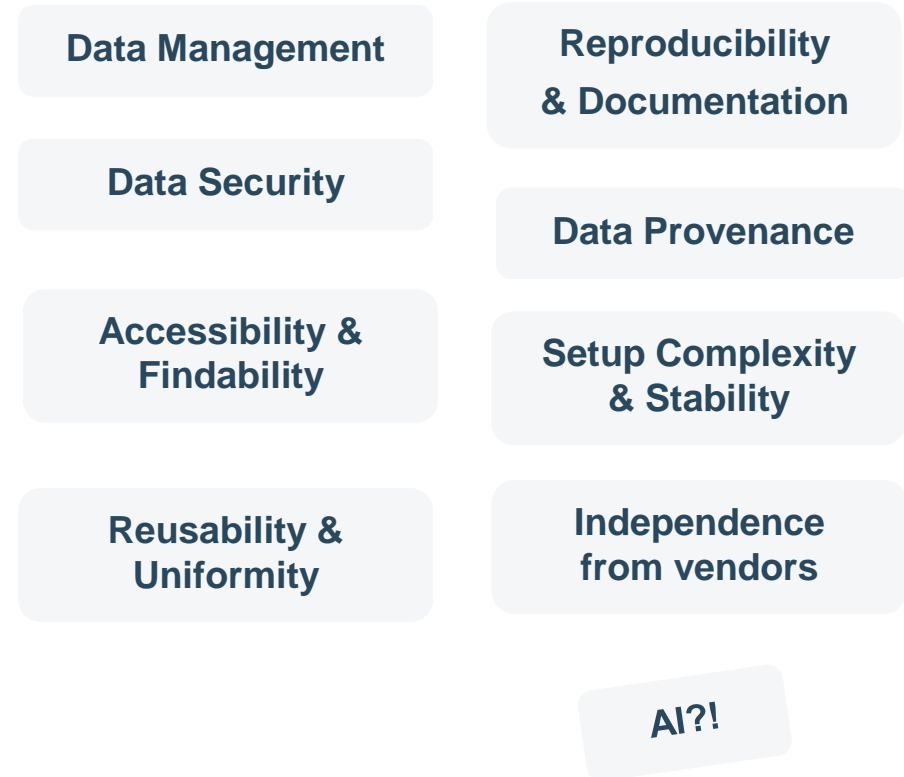 Data Management
Data Security
Accessibility &
Findability
Reusability &
Uniformity
Reproducibility
& Documentation
Data Provenance
Setup Complexity
& Stability
Independence
from vendors
AI?!